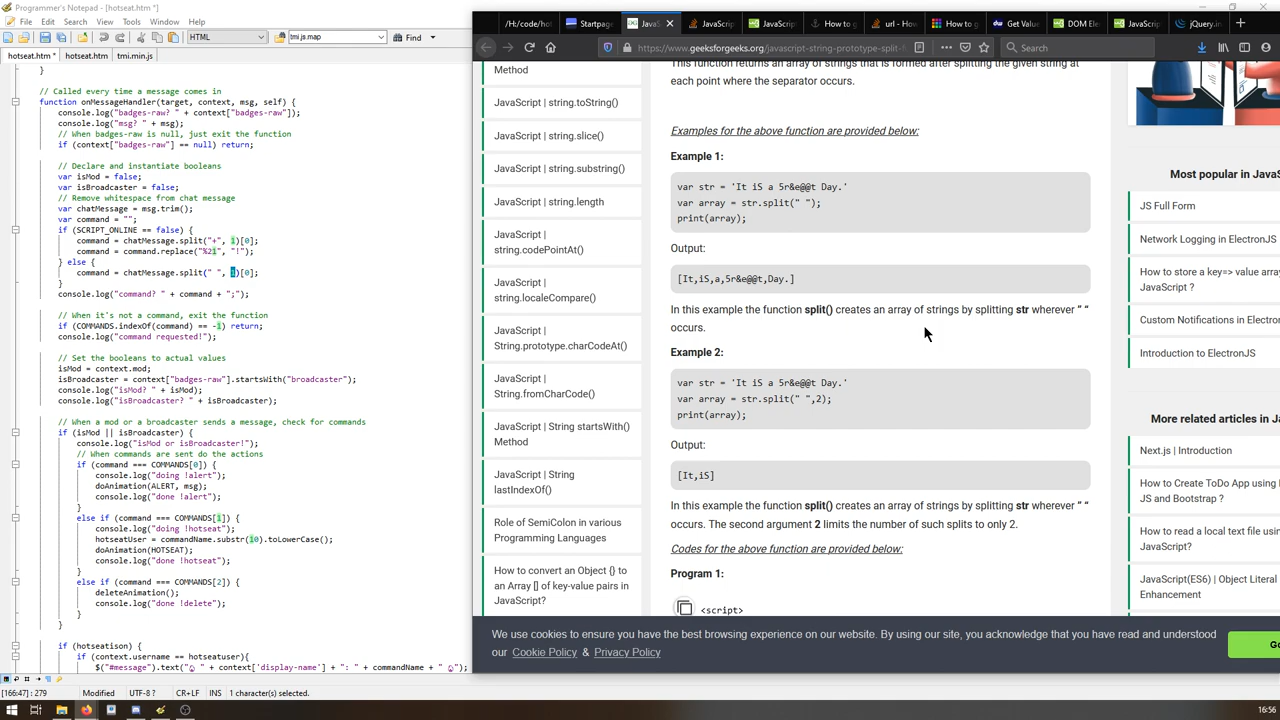 Programmer's Notepad - [hotseat.htm *]
File Edit Search View Tools Window Help
HTML tmi.js.map Find
hotseat.htm * hotseat.htm tmi.min.js
}
// Called every time a message comes in
function onMessageHandler(target, context, msg, self) {
console.log("badges-raw? " + context["badges-raw"]);
console.log("msg? " + msg);
// When badges-raw is null, just exit the function
if (context["badges-raw"] == null) return;
// Declare and instantiate booleans
var isMod = false;
var isBroadcaster = false;
// Remove whitespace from chat message
var chatMessage = msg.trim();
var command = "";
if (SCRIPT_ONLINE == false) {
command = chatMessage.split("+", 1)[0];
command = command.replace("%21", "!");
} else {
command = chatMessage.split(" ", 1)[0];
}
console.log("command? " + command + ";");
// When it's not a command, exit the function
if (COMMANDS.indexOf(command) == -1) return;
console.log("command requested!");
// Set the booleans to actual values
isMod = context.mod;
isBroadcaster = context["badges-raw"].startsWith("broadcaster");
console.log("isMod? " + isMod);
console.log("isBroadcaster? " + isBroadcaster);
// When a mod or a broadcaster sends a message, check for commands
if (isMod || isBroadcaster) {
console.log("isMod or isBroadcaster!");
// When commands are sent do the actions
if (command === COMMANDS[0]) {
console.log("doing !alert");
doAnimation(ALERT, msg);
console.log("done !alert");
}
else if (command === COMMANDS[1]) {
console.log("doing !hotseat");
hotseatUser = commandName.substr(10).toLowerCase();
doAnimation(HOTSEAT);
console.log("done !hotseat");
}
else if (command === COMMANDS[2]) {
deleteAnimation();
console.log("done !delete");
}
}
if (hotseatison) {
if (context.username == hotseatuser){
$("#message").text(" " + context['display-name'] + ": " + commandName + " ");
[166:47] : 279 Modified UTF-8 ? CR+LF INS 1 character(s) selected.
/H:/code/hot Startpage JavaS JavaScript JavaScript How to g url - How How to g Get Value DOM Ele JavaScript jQuery.in
https://www.geeksforgeeks.org/javascript-string-prototype-split-f Search
Method
JavaScript | string.toString()
JavaScript | string.slice()
JavaScript | string.substring()
JavaScript | string.length
JavaScript |
string.codePointAt()
JavaScript |
string.localeCompare()
JavaScript |
String.prototype.charCodeAt()
JavaScript |
String.fromCharCode()
JavaScript | String startsWith()
Method
JavaScript | String
lastIndexOf()
Role of SemiColon in various
Programming Languages
How to convert an Object {} to
an Array [] of key-value pairs in
JavaScript?
This function returns an array of strings that is formed after splitting the given string at
each point where the separator occurs.
Examples for the above function are provided below:
Example 1:
var str = 'It iS a 5r&e@@t Day.'
var array = str.split(" ");
print(array);
Output:
[It,iS,a,5r&e@@t,Day.]
In this example the function split() creates an array of strings by splitting str wherever ” “
occurs.
Example 2:
var str = 'It iS a 5r&e@@t Day.'
var array = str.split(" ",2);
print(array);
Output:
[It,iS]
In this example the function split() creates an array of strings by splitting str wherever ” “
occurs. The second argument 2 limits the number of such splits to only 2.
Codes for the above function are provided below:
Program 1:
<script>
Most popular in JavaS
JS Full Form
Network Logging in ElectronJS
How to store a key=> value array
JavaScript ?
Custom Notifications in Electron
Introduction to ElectronJS
More related articles in Ja
Next.js | Introduction
How to Create ToDo App using
JS and Bootstrap ?
How to read a local text file usin
JavaScript?
JavaScript(ES6) | Object Literal
Enhancement
We use cookies to ensure you have the best browsing experience on our website. By using our site, you acknowledge that you have read and understood
our Cookie Policy & Privacy Policy
Go
16:56